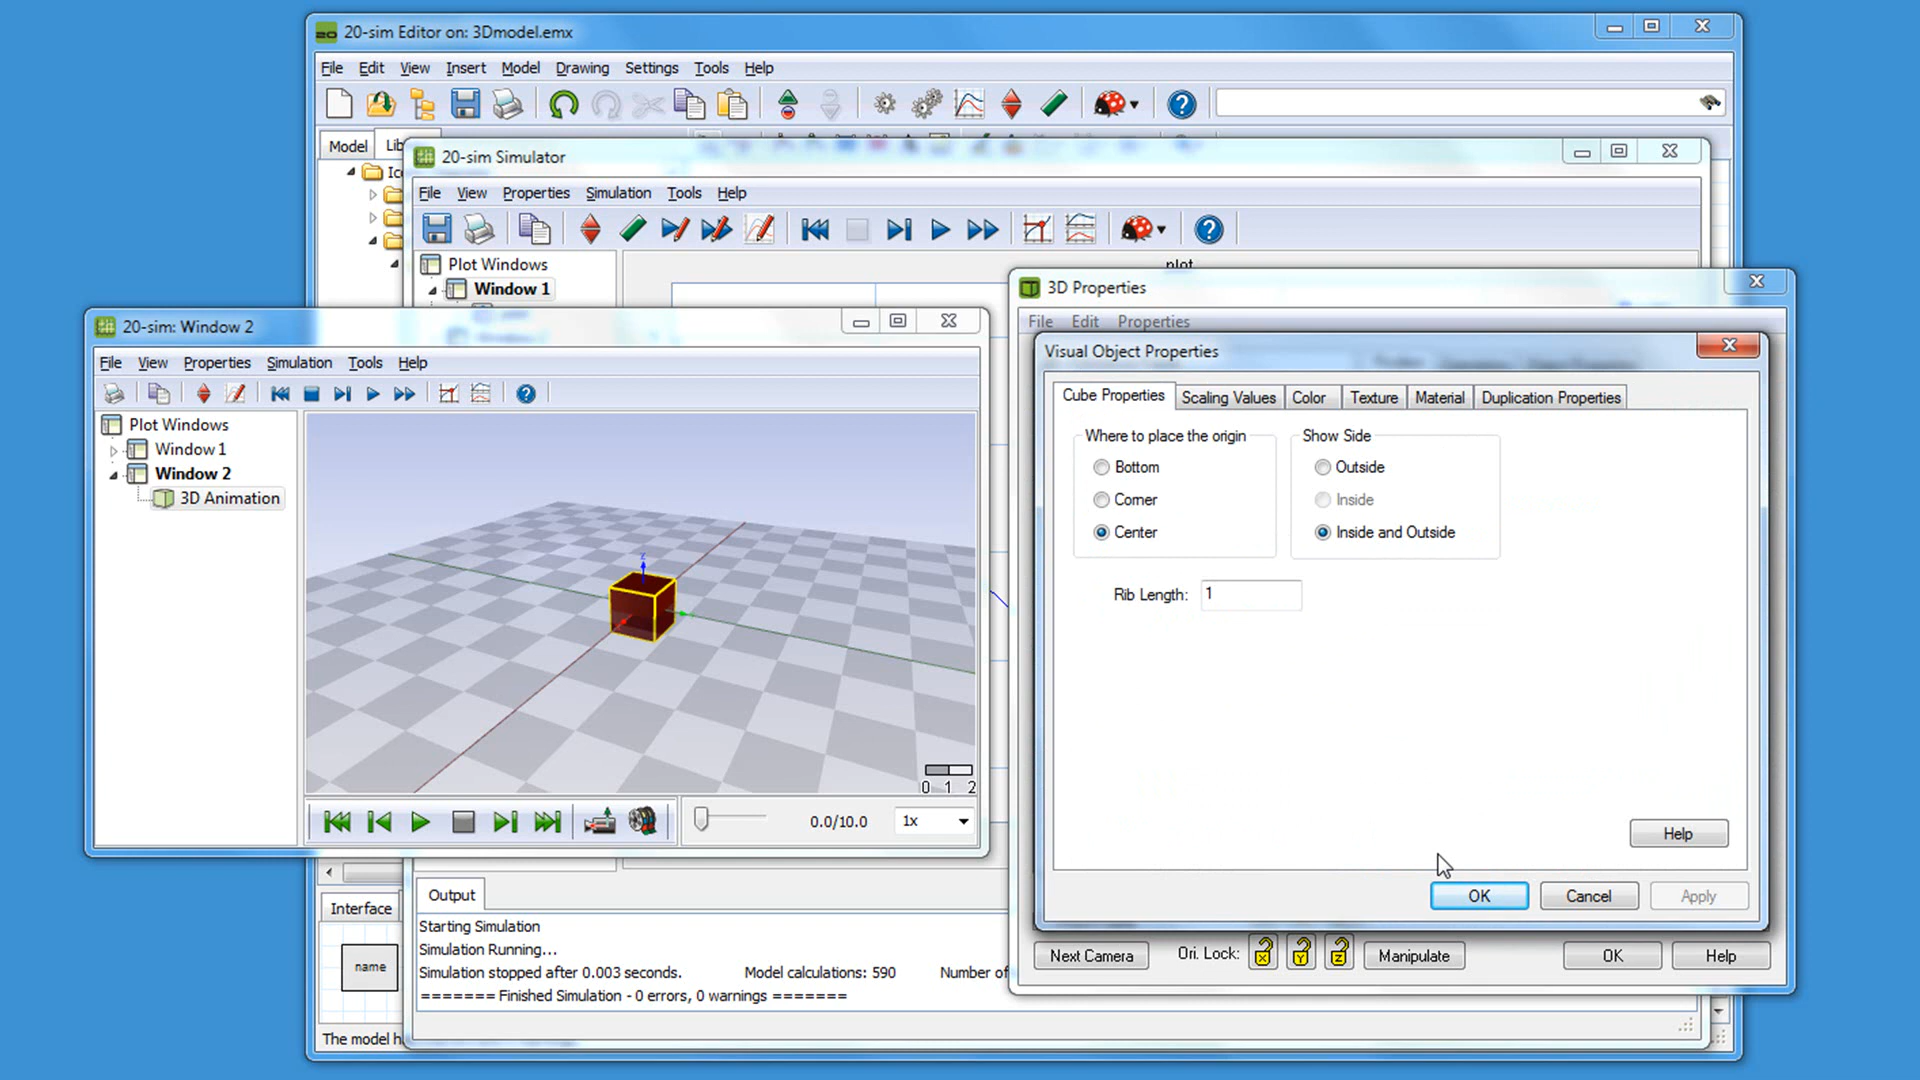 20-sim Editor on: 3Dmodel.emx
File Edit View Insert Model Drawing Settings Tools Help
Model
20-sim Simulator
File View Properties Simulation Tools Help
Plot Windows
Window 1
plot
3D Properties
File Edit Properties
20-sim: Window 2
File View Properties Simulation Tools Help
Plot Windows
Window 1
Window 2
3D Animation
z
0 1 2
0.0/10.0
1x
Visual Object Properties
Cube Properties Scaling Values Color Texture Material Duplication Properties
Where to place the origin
Bottom
Corner
Center
Show Side
Outside
Inside
Inside and Outside
Rib Length: 1
Help
OK Cancel Apply
Next Camera Ori. Lock: X Y Z Manipulate OK Help
Interface
name
The model
Output
Starting Simulation
Simulation Running...
Simulation stopped after 0.003 seconds. Model calculations: 590 Number of
======= Finished Simulation - 0 errors, 0 warnings =======